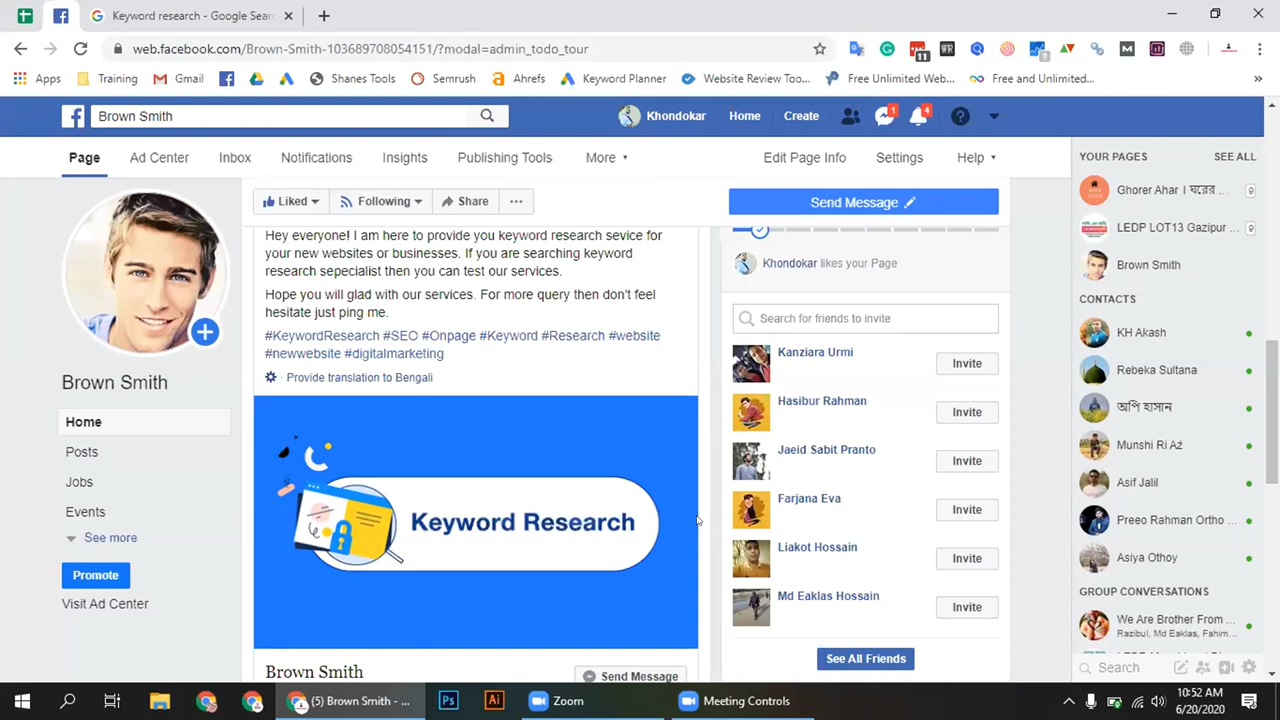 Keyword research - Google Sear
web.facebook.com/Brown-Smith-103689708054151/?modal=admin_todo_tour
11
WR
?
M
Apps
Training
Gmail
Shanes Tools
Semrush
Ahrefs
Keyword Planner
Website Review Too...
Free Unlimited Web...
Free and Unlimited...
»
Brown Smith
Khondokar
Home
Create
1
4
Page
Ad Center
Inbox
Notifications
Insights
Publishing Tools
More
Edit Page Info
Settings
Help
Liked
Following
Share
...
Send Message
Hey everyone! I am here to provide you keyword research sevice for
your new websites or businesses. If you are searching keyword
research sepecialist then you can test our services.
Hope you will glad with our services. For more query then don't feel
hesitate just ping me.
#KeywordResearch #SEO #Onpage #Keyword #Research #website
#newwebsite #digitalmarketing
Provide translation to Bengali
Keyword Research
Brown Smith
Send Message
Brown Smith
Home
Posts
Jobs
Events
See more
Promote
Visit Ad Center
Khondokar likes your Page
Search for friends to invite
Kanziara Urmi
Invite
Hasibur Rahman
Invite
Jaeid Sabit Pranto
Invite
Farjana Eva
Invite
Liakot Hossain
Invite
Md Eaklas Hossain
Invite
See All Friends
YOUR PAGES
SEE ALL
Ghorer Ahar । ঘরের ...
LEDP LOT13 Gazipur ...
Brown Smith
CONTACTS
KH Akash
Rebeka Sultana
অপি হাসান
Munshi Ri Aź
Asif Jalil
Preeo Rahman Ortho ...
Asiya Othoy
GROUP CONVERSATIONS
We Are Brother From ...
Razibul, Md Eaklas, Fahim...
Search
(5) Brown Smith - ...
Ps
Ai
Zoom
Meeting Controls
10:52 AM
6/20/2020